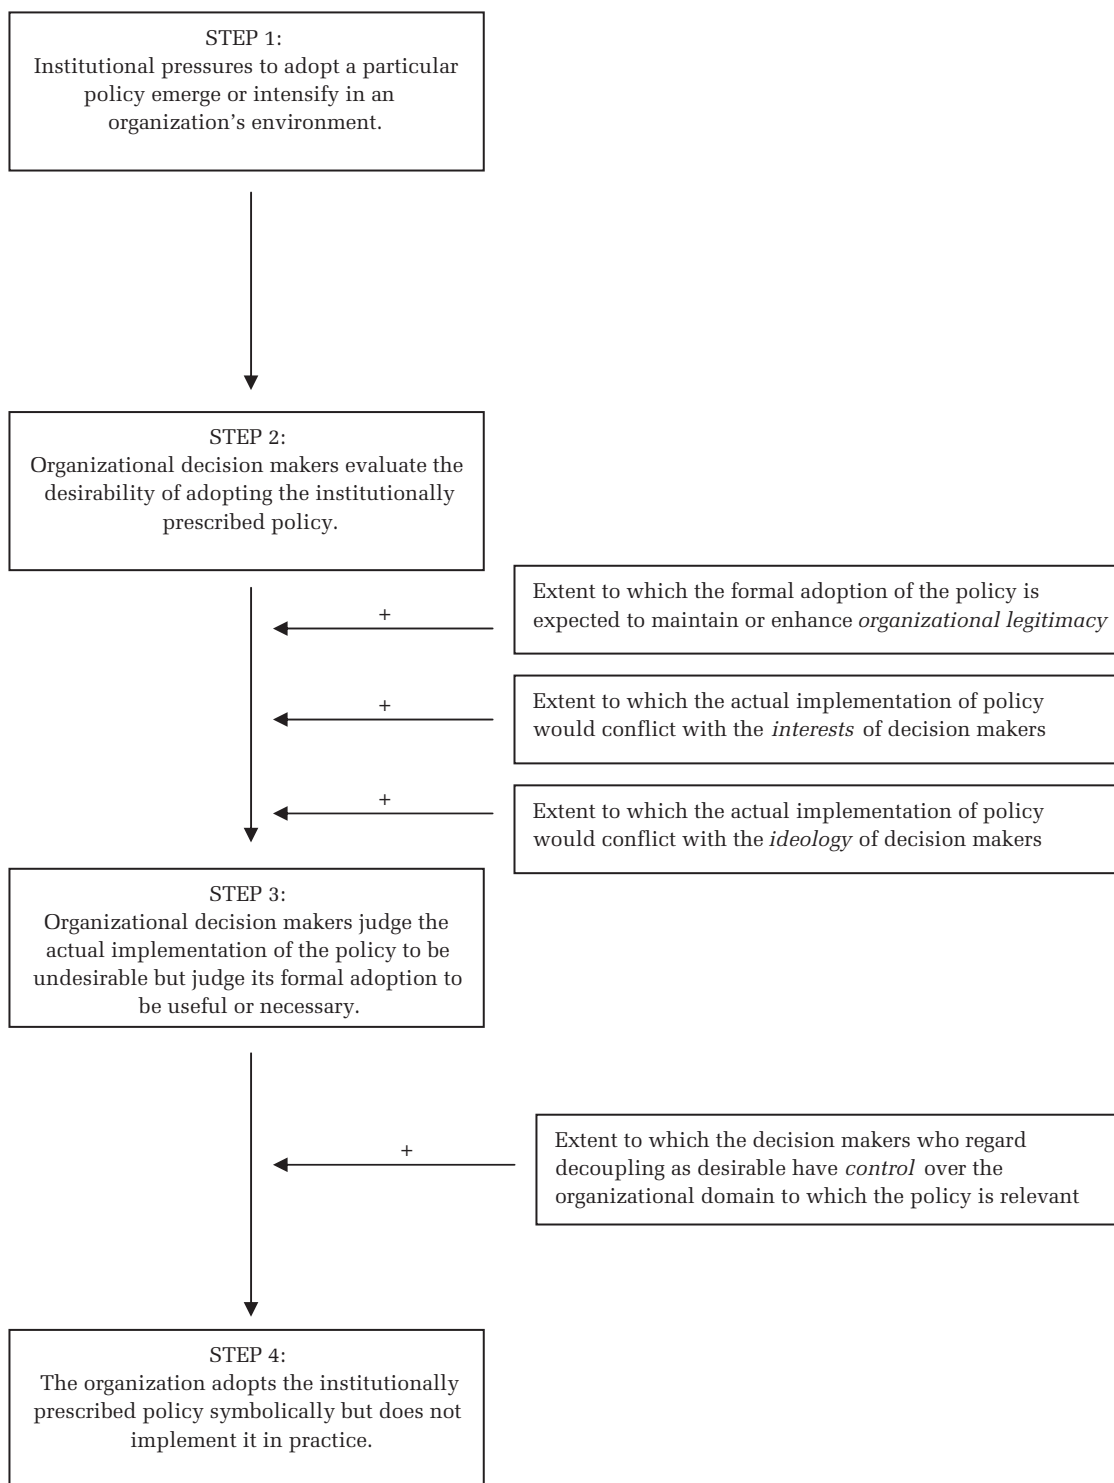 STEP 1:
Institutional pressures to adopt a particular
policy emerge or intensify in an
organization's environment.
STEP 2:
Organizational decision makers evaluate the
desirability of adopting the institutionally
prescribed policy.
+
Extent to which the formal adoption of the policy is
expected to maintain or enhance organizational legitimacy
+
Extent to which the actual implementation of policy
would conflict with the interests of decision makers
+
Extent to which the actual implementation of policy
would conflict with the ideology of decision makers
STEP 3:
Organizational decision makers judge the
actual implementation of the policy to be
undesirable but judge its formal adoption to
be useful or necessary.
+
Extent to which the decision makers who regard
decoupling as desirable have control over the
organizational domain to which the policy is relevant
STEP 4:
The organization adopts the institutionally
prescribed policy symbolically but does not
implement it in practice.